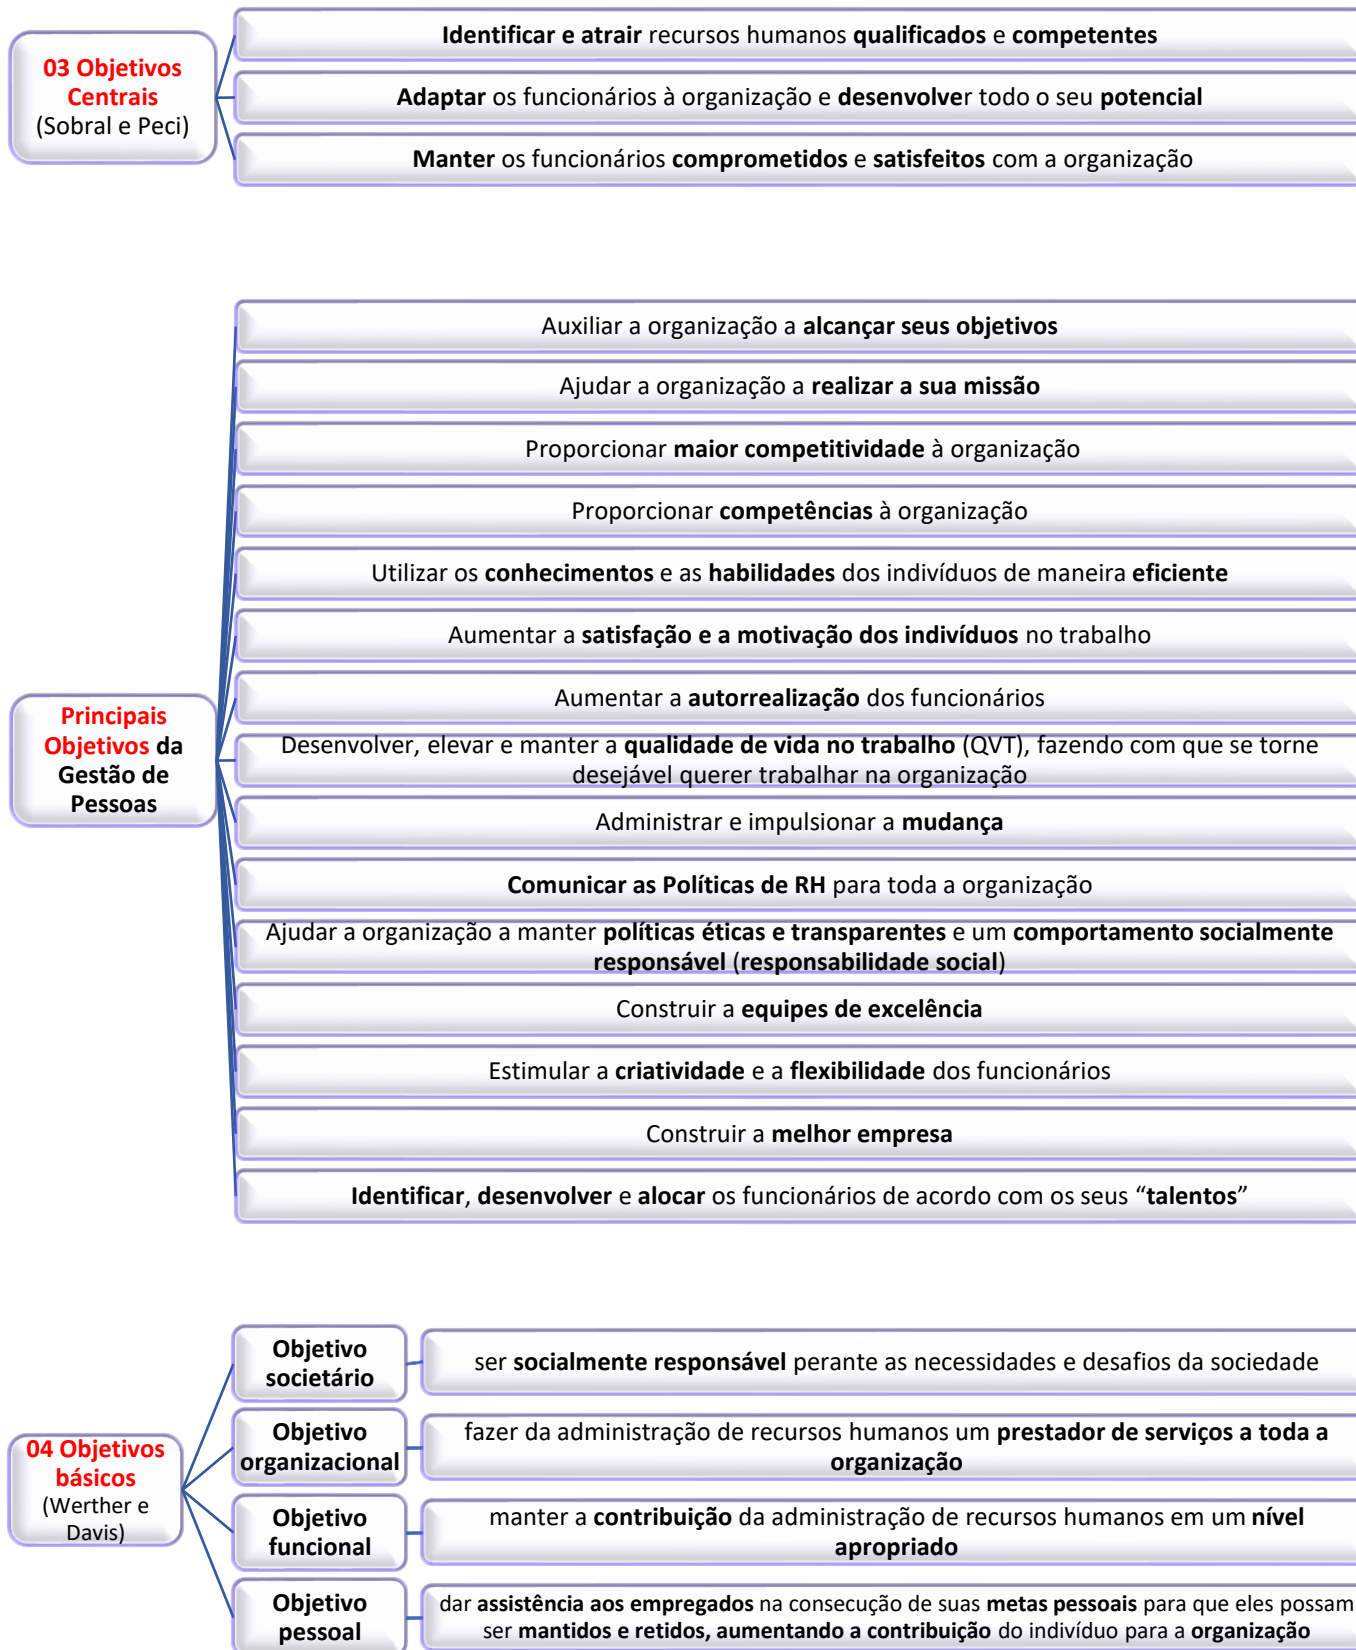 03 Objetivos
Centrais
(Sobral e Peci)
Identificar e atrair recursos humanos qualificados e competentes
Adaptar os funcionários à organização e desenvolver todo o seu potencial
Manter os funcionários comprometidos e satisfeitos com a organização
Principais
Objetivos da
Gestão de
Pessoas
Auxiliar a organização a alcançar seus objetivos
Ajudar a organização a realizar a sua missão
Proporcionar maior competitividade à organização
Proporcionar competências à organização
Utilizar os conhecimentos e as habilidades dos indivíduos de maneira eficiente
Aumentar a satisfação e a motivação dos indivíduos no trabalho
Aumentar a autorrealização dos funcionários
Desenvolver, elevar e manter a qualidade de vida no trabalho (QVT), fazendo com que se torne
desejável querer trabalhar na organização
Administrar e impulsionar a mudança
Comunicar as Políticas de RH para toda a organização
Ajudar a organização a manter políticas éticas e transparentes e um comportamento socialmente
responsável (responsabilidade social)
Construir a equipes de excelência
Estimular a criatividade e a flexibilidade dos funcionários
Construir a melhor empresa
Identificar, desenvolver e alocar os funcionários de acordo com os seus “talentos”
04 Objetivos
básicos
(Werther e
Davis)
Objetivo
societário
ser socialmente responsável perante as necessidades e desafios da sociedade
Objetivo
organizacional
fazer da administração de recursos humanos um prestador de serviços a toda a
organização
Objetivo
funcional
manter a contribuição da administração de recursos humanos em um nível
apropriado
Objetivo
pessoal
dar assistência aos empregados na consecução de suas metas pessoais para que eles possam
ser mantidos e retidos, aumentando a contribuição do indivíduo para a organização